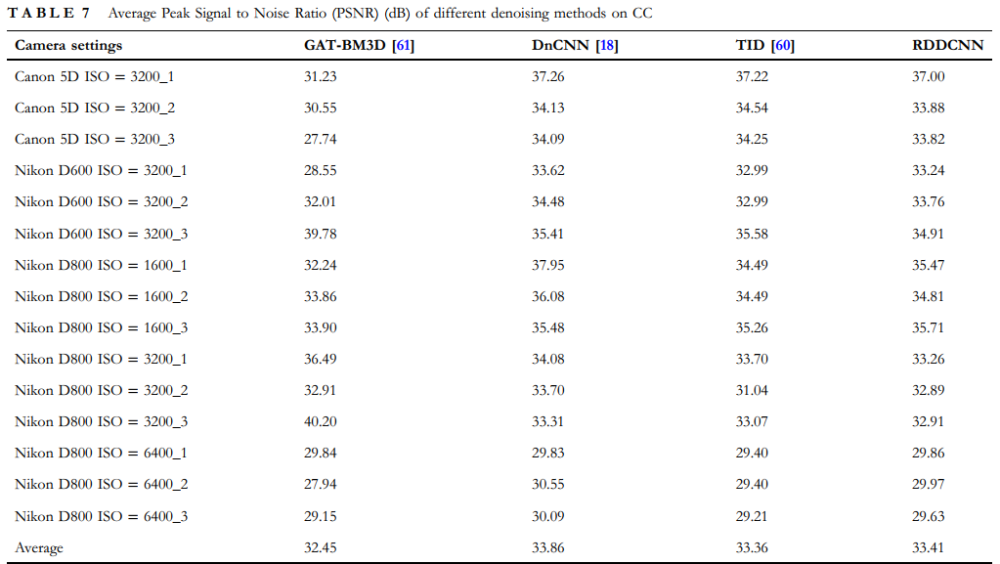 TABLE 7 Average Peak Signal to Noise Ratio (PSNR) (dB) of different denoising methods on CC
Camera settings GAT-BM3D [61] DnCNN [18] TID [60] RDDCNN
Canon 5D ISO = 3200_1 31.23 37.26 37.22 37.00
Canon 5D ISO = 3200_2 30.55 34.13 34.54 33.88
Canon 5D ISO = 3200_3 27.74 34.09 34.25 33.82
Nikon D600 ISO = 3200_1 28.55 33.62 32.99 33.24
Nikon D600 ISO = 3200_2 32.01 34.48 32.99 33.76
Nikon D600 ISO = 3200_3 39.78 35.41 35.58 34.91
Nikon D800 ISO = 1600_1 32.24 37.95 34.49 35.47
Nikon D800 ISO = 1600_2 33.86 36.08 34.49 34.81
Nikon D800 ISO = 1600_3 33.90 35.48 35.26 35.71
Nikon D800 ISO = 3200_1 36.49 34.08 33.70 33.26
Nikon D800 ISO = 3200_2 32.91 33.70 31.04 32.89
Nikon D800 ISO = 3200_3 40.20 33.31 33.07 32.91
Nikon D800 ISO = 6400_1 29.84 29.83 29.40 29.86
Nikon D800 ISO = 6400_2 27.94 30.55 29.40 29.97
Nikon D800 ISO = 6400_3 29.15 30.09 29.21 29.63
Average 32.45 33.86 33.36 33.41